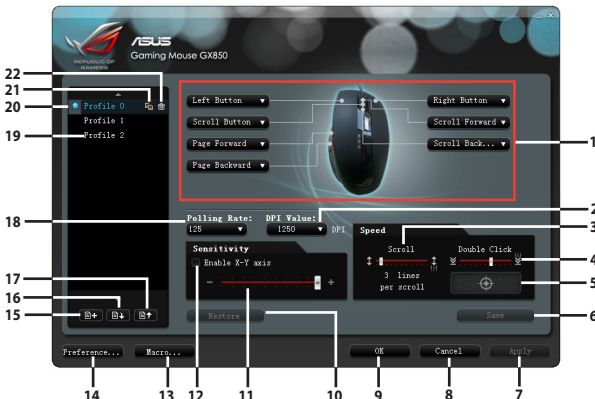 ASUS
REPUBLIC OF
GAMERS
Gaming Mouse GX850
22
21
20
19
Profile 0
Profile 1
Profile 2
Left Button
Scroll Button
Page Forward
Page Backward
Right Button
Scroll Forward
Scroll Back...
1
18
Polling Rate:
125
DPI Value:
1250
DPI
2
3
Speed
Scroll
3 lines
per scroll
Double Click
4
5
Sensitivity
Enable X-Y axis
17
16
15
Restore
Save
6
Preference...
Macro...
OK
Cancel
Apply
14
13
12
11
10
9
8
7